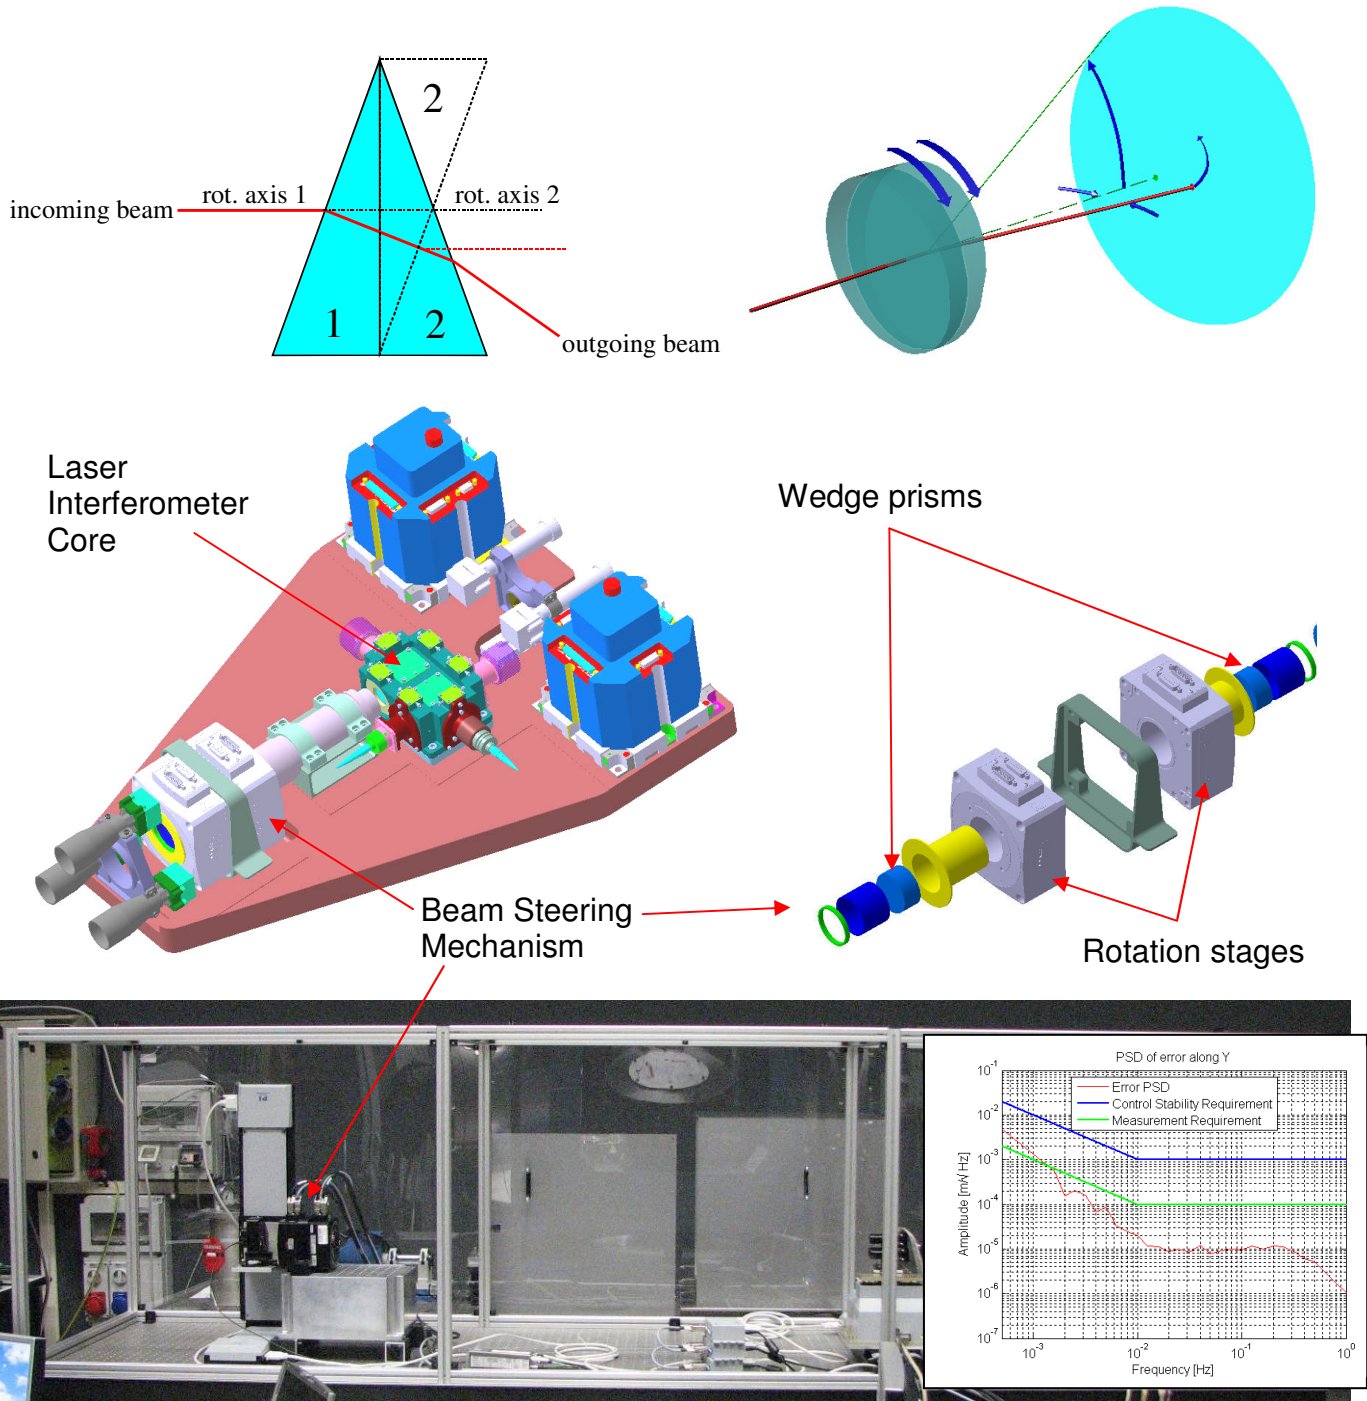 2
incoming beam
rot. axis 1
rot. axis 2
1
2
outgoing beam
Laser
Interferometer
Core
Wedge prisms
Beam Steering
Mechanism
Rotation stages
PI
PSD of error along Y
Error PSD
Control Stability Requirement
Measurement Requirement
Amplitude [m/√Hz]
10⁻¹
10⁻²
10⁻³
10⁻⁴
10⁻⁵
10⁻⁶
10⁻⁷
10⁻³
10⁻²
10⁻¹
10⁰
Frequency [Hz]